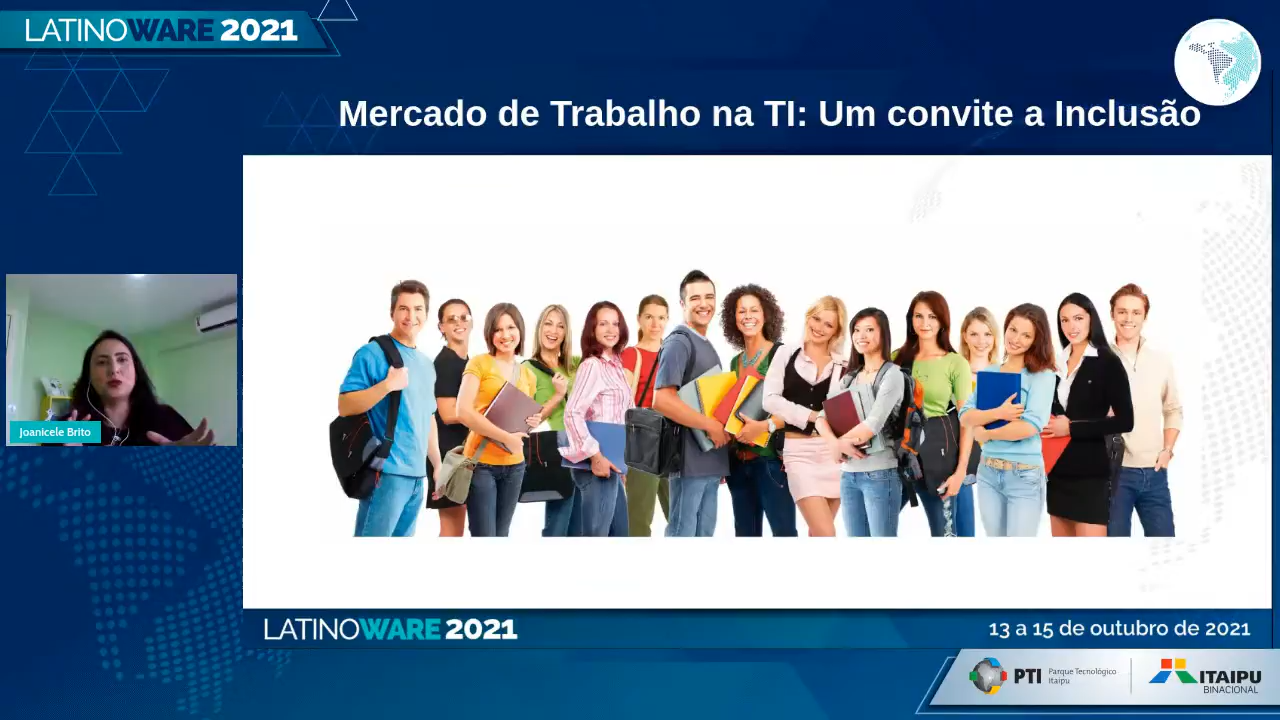 LATINOWARE 2021
Mercado de Trabalho na TI: Um convite a Inclusão
Joanicele Brito
LATINOWARE 2021
13 a 15 de outubro de 2021
PTI Parque Tecnológico Itaipu
ITAIPU
BINACIONAL